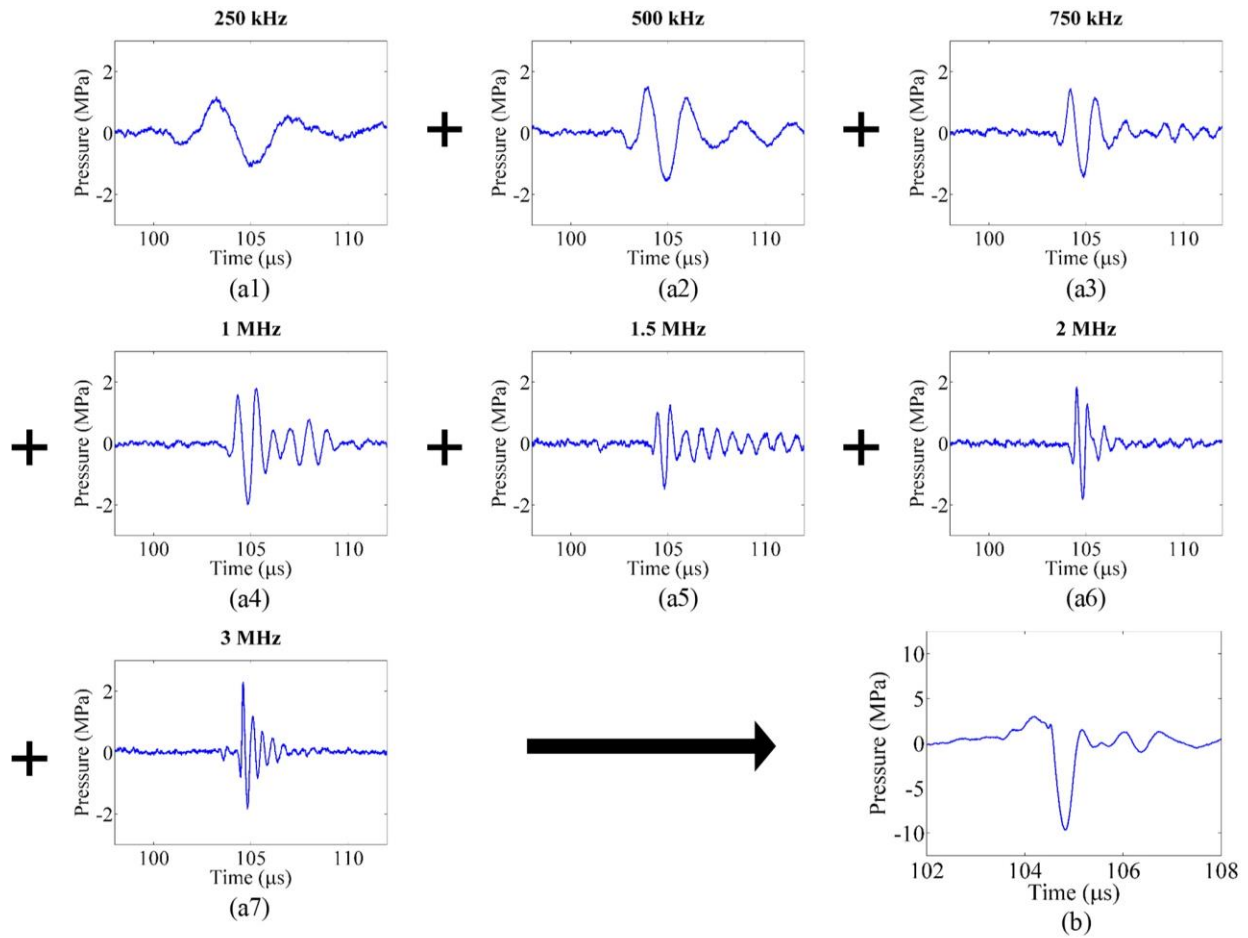 250 kHz
Pressure (MPa)
2
0
-2
100
105
110
Time (μs)
(a1)
+
500 kHz
Pressure (MPa)
2
0
-2
100
105
110
Time (μs)
(a2)
+
750 kHz
Pressure (MPa)
2
0
-2
100
105
110
Time (μs)
(a3)
+
1 MHz
Pressure (MPa)
2
0
-2
100
105
110
Time (μs)
(a4)
+
1.5 MHz
Pressure (MPa)
2
0
-2
100
105
110
Time (μs)
(a5)
+
2 MHz
Pressure (MPa)
2
0
-2
100
105
110
Time (μs)
(a6)
+
3 MHz
Pressure (MPa)
2
0
-2
100
105
110
Time (μs)
(a7)
Pressure (MPa)
10
5
0
-5
-10
102
104
106
108
Time (μs)
(b)